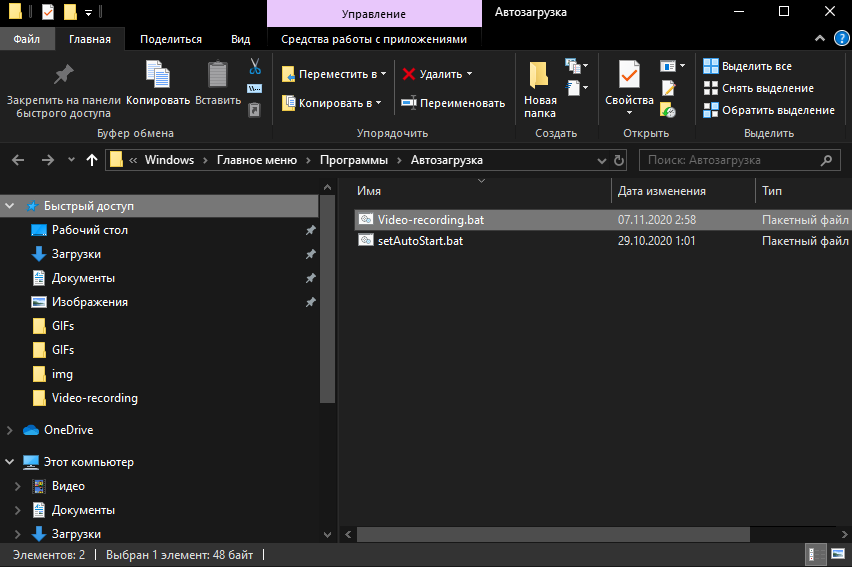 Управление
Автозагрузка
Файл
Главная
Поделиться
Вид
Средства работы с приложениями
Закрепить на панели
быстрого доступа
Копировать
Вставить
Буфер обмена
Переместить в
Копировать в
Удалить
Переименовать
Упорядочить
Новая
папка
Создать
Свойства
Открыть
Выделить все
Снять выделение
Обратить выделение
Выделить
« Windows › Главное меню › Программы › Автозагрузка
Поиск: Автозагрузка
Имя
Дата изменения
Тип
Video-recording.bat
07.11.2020 2:58
Пакетный файл
setAutoStart.bat
29.10.2020 1:01
Пакетный файл
Быстрый доступ
Рабочий стол
Загрузки
Документы
Изображения
GIFs
GIFs
img
Video-recording
OneDrive
Этот компьютер
Видео
Документы
Загрузки
Элементов: 2
Выбран 1 элемент: 48 байт